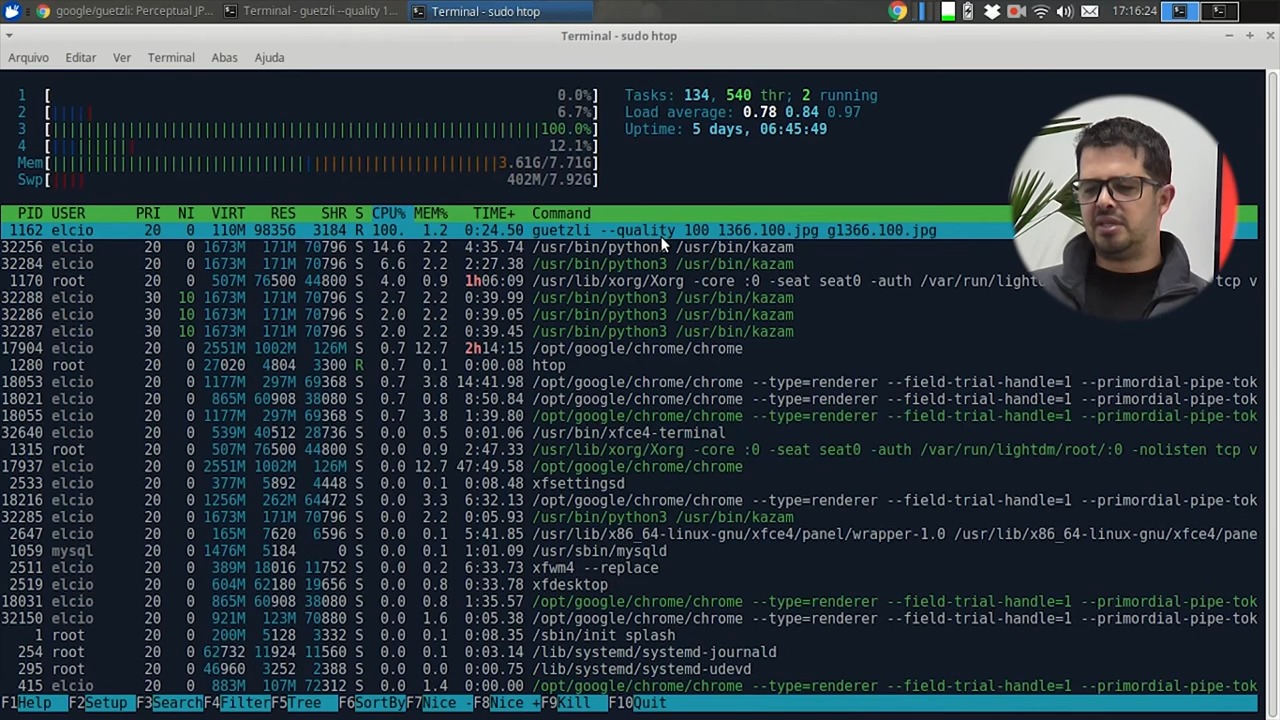 google/guetzli: Perceptual JP... Terminal - guetzli --quality 1... Terminal - sudo htop 17:16:24
Terminal - sudo htop
Arquivo Editar Ver Terminal Abas Ajuda
1 [ 0.0%] Tasks: 134, 540 thr; 2 running
2 [||||| 6.7%] Load average: 0.78 0.84 0.97
3 [ 100.0%] Uptime: 5 days, 06:45:49
4 [ 12.1%]
Mem[ 3.61G/7.71G]
Swp[|||| 402M/7.92G]
PID USER PRI NI VIRT RES SHR S CPU% MEM% TIME+ Command
1162 elcio 20 0 110M 98356 3184 R 100. 1.2 0:24.50 guetzli --quality 100 1366.100.jpg g1366.100.jpg
32256 elcio 20 0 1673M 171M 70796 S 14.6 2.2 4:35.74 /usr/bin/python3 /usr/bin/kazam
32284 elcio 20 0 1673M 171M 70796 S 6.6 2.2 2:27.38 /usr/bin/python3 /usr/bin/kazam
1170 root 20 0 507M 76500 44800 S 4.0 0.9 1h06:09 /usr/lib/xorg/Xorg -core :0 -seat seat0 -auth /var/run/lightd tcp v
32288 elcio 30 10 1673M 171M 70796 S 2.7 2.2 0:39.99 /usr/bin/python3 /usr/bin/kazam
32286 elcio 30 10 1673M 171M 70796 S 2.0 2.2 0:39.05 /usr/bin/python3 /usr/bin/kazam
32287 elcio 30 10 1673M 171M 70796 S 2.0 2.2 0:39.45 /usr/bin/python3 /usr/bin/kazam
17904 elcio 20 0 2551M 1002M 126M S 0.7 12.7 2h14:15 /opt/google/chrome/chrome
1280 root 20 0 27020 4804 3300 R 0.7 0.1 0:00.08 htop
18053 elcio 20 0 1177M 297M 69368 S 0.7 3.8 14:41.98 /opt/google/chrome/chrome --type=renderer --field-trial-handle=1 --primordial-pipe-tok
18021 elcio 20 0 865M 60908 38080 S 0.7 0.8 8:50.84 /opt/google/chrome/chrome --type=renderer --field-trial-handle=1 --primordial-pipe-tok
18055 elcio 20 0 1177M 297M 69368 S 0.7 3.8 1:39.80 /opt/google/chrome/chrome --type=renderer --field-trial-handle=1 --primordial-pipe-tok
32640 elcio 20 0 539M 40512 28736 S 0.7 0.5 0:01.06 /usr/bin/xfce4-terminal
1315 root 20 0 507M 76500 44800 S 0.7 0.9 2:47.33 /usr/lib/xorg/Xorg -core :0 -seat seat0 -auth /var/run/lightdm/root/:0 -nolisten tcp v
17937 elcio 20 0 2551M 1002M 126M S 0.7 12.7 47:49.58 /opt/google/chrome/chrome
2533 elcio 20 0 377M 5892 4448 S 0.0 0.1 0:08.48 xfsettingsd
18216 elcio 20 0 1256M 262M 64472 S 0.0 3.3 6:32.13 /opt/google/chrome/chrome --type=renderer --field-trial-handle=1 --primordial-pipe-tok
32285 elcio 20 0 1673M 171M 70796 S 0.0 2.2 0:05.93 /usr/bin/python3 /usr/bin/kazam
2647 elcio 20 0 165M 7620 6596 S 0.0 0.1 5:41.85 /usr/lib/x86_64-linux-gnu/xfce4/panel/wrapper-1.0 /usr/lib/x86_64-linux-gnu/xfce4/pane
1059 mysql 20 0 1476M 5184 0 S 0.0 0.1 1:01.09 /usr/sbin/mysqld
2511 elcio 20 0 389M 18016 11752 S 0.0 0.2 6:33.78 xfwm4 --replace
2519 elcio 20 0 604M 62180 19656 S 0.0 0.8 0:33.78 xfdesktop
18031 elcio 20 0 865M 60908 38080 S 0.0 0.8 1:35.57 /opt/google/chrome/chrome --type=renderer --field-trial-handle=1 --primordial-pipe-tok
32150 elcio 20 0 921M 123M 70880 S 0.0 1.6 0:05.38 /opt/google/chrome/chrome --type=renderer --field-trial-handle=1 --primordial-pipe-tok
1 root 20 0 200M 5128 3332 S 0.0 0.1 0:08.35 /sbin/init splash
254 root 20 0 62732 11924 11560 S 0.0 0.1 0:03.14 /lib/systemd/systemd-journald
295 root 20 0 46960 3252 2388 S 0.0 0.0 0:00.75 /lib/systemd/systemd-udevd
415 elcio 20 0 883M 107M 72312 S 0.0 1.4 0:00.00 /opt/google/chrome/chrome --type=renderer --field-trial-handle=1 --primordial-pipe-tok
F1Help F2Setup F3Search F4Filter F5Tree F6SortBy F7Nice - F8Nice + F9Kill F10Quit